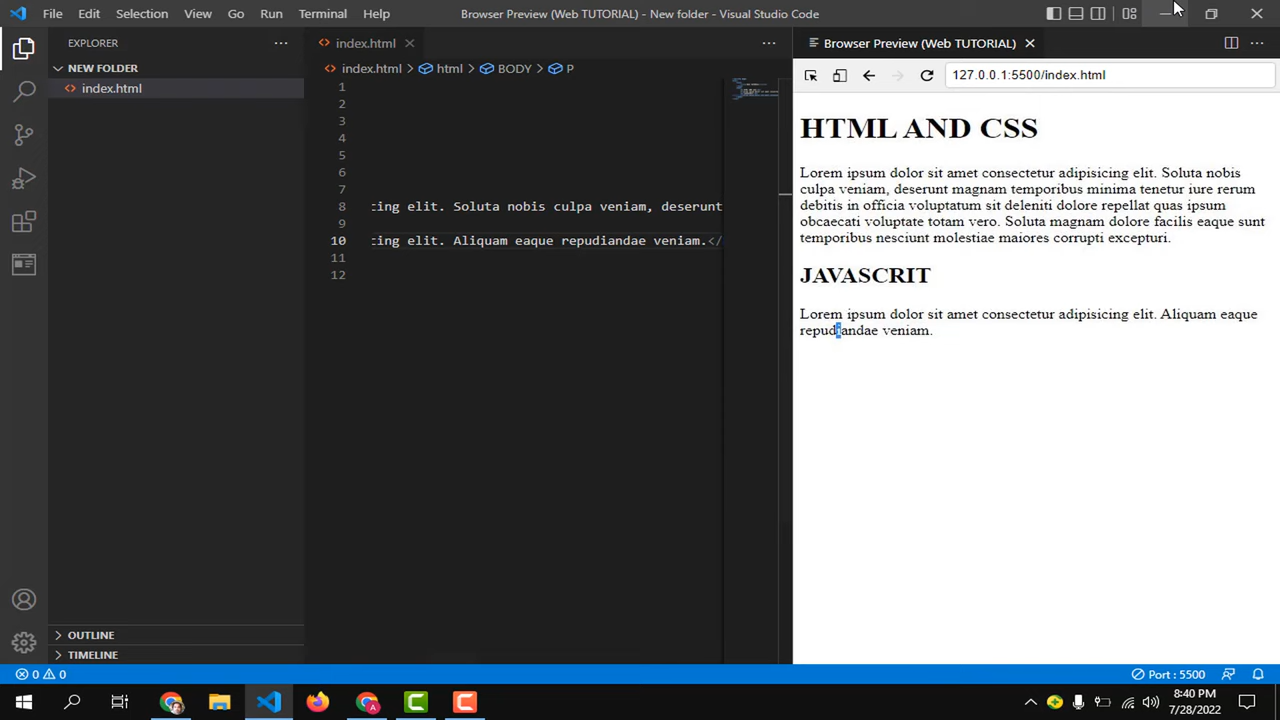 File Edit Selection View Go Run Terminal Help Browser Preview (Web TUTORIAL) - New folder - Visual Studio Code
EXPLORER
NEW FOLDER
index.html
OUTLINE
TIMELINE
index.html
index.html > html > BODY > P
1
2
3
4
5
6
7
8 cing elit. Soluta nobis culpa veniam, deserunt
9
10 cing elit. Aliquam eaque repudiandae veniam.</
11
12
Browser Preview (Web TUTORIAL)
127.0.0.1:5500/index.html
HTML AND CSS
Lorem ipsum dolor sit amet consectetur adipisicing elit. Soluta nobis
culpa veniam, deserunt magnam temporibus minima tenetur iure rerum
debitis in officia voluptatum sit deleniti dolore repellat quas ipsum
obcaecati voluptate totam vero. Soluta magnam dolore facilis eaque sunt
temporibus nesciunt molestiae maiores corrupti excepturi.
JAVASCRIT
Lorem ipsum dolor sit amet consectetur adipisicing elit. Aliquam eaque
repudiandae veniam.
0 0 Port : 5500
8:40 PM
7/28/2022